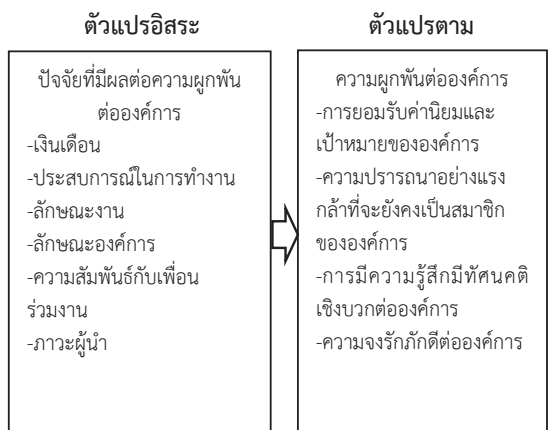 ตัวแปรอิสระ
ปัจจัยที่มีผลต่อความผูกพัน
ต่อองค์การ
-เงินเดือน
-ประสบการณ์ในการทำงาน
-ลักษณะงาน
-ลักษณะองค์การ
-ความสัมพันธ์กับเพื่อน
ร่วมงาน
-ภาวะผู้นำ
ตัวแปรตาม
ความผูกพันต่อองค์การ
-การยอมรับค่านิยมและ
เป้าหมายขององค์การ
-ความปรารถนาอย่างแรง
กล้าที่จะยังคงเป็นสมาชิก
ขององค์การ
-การมีความรู้สึกมีทัศนคติ
เชิงบวกต่อองค์การ
-ความจงรักภักดีต่อองค์การ